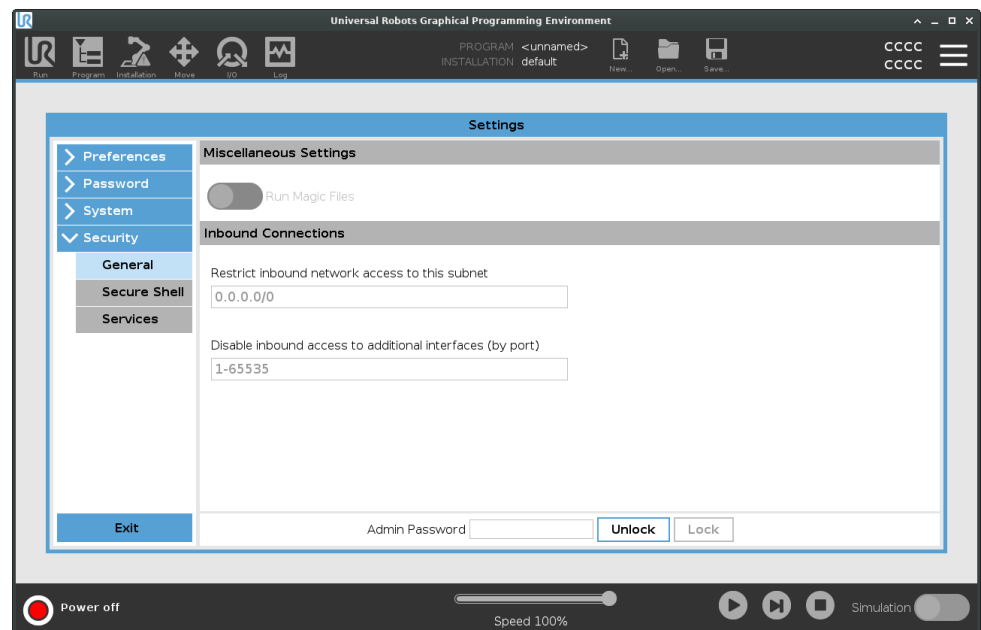 UR
Universal Robots Graphical Programming Environment
UR
Run
Program
Installation
Move
I/O
Log
PROGRAM <unnamed>
INSTALLATION default
New...
Open...
Save...
CCCC
CCCC
Settings
Preferences
Password
System
Security
General
Secure Shell
Services
Exit
Miscellaneous Settings
Run Magic Files
Inbound Connections
Restrict inbound network access to this subnet
0.0.0.0/0
Disable inbound access to additional interfaces (by port)
1-65535
Admin Password
Unlock
Lock
Power off
Speed 100%
Simulation